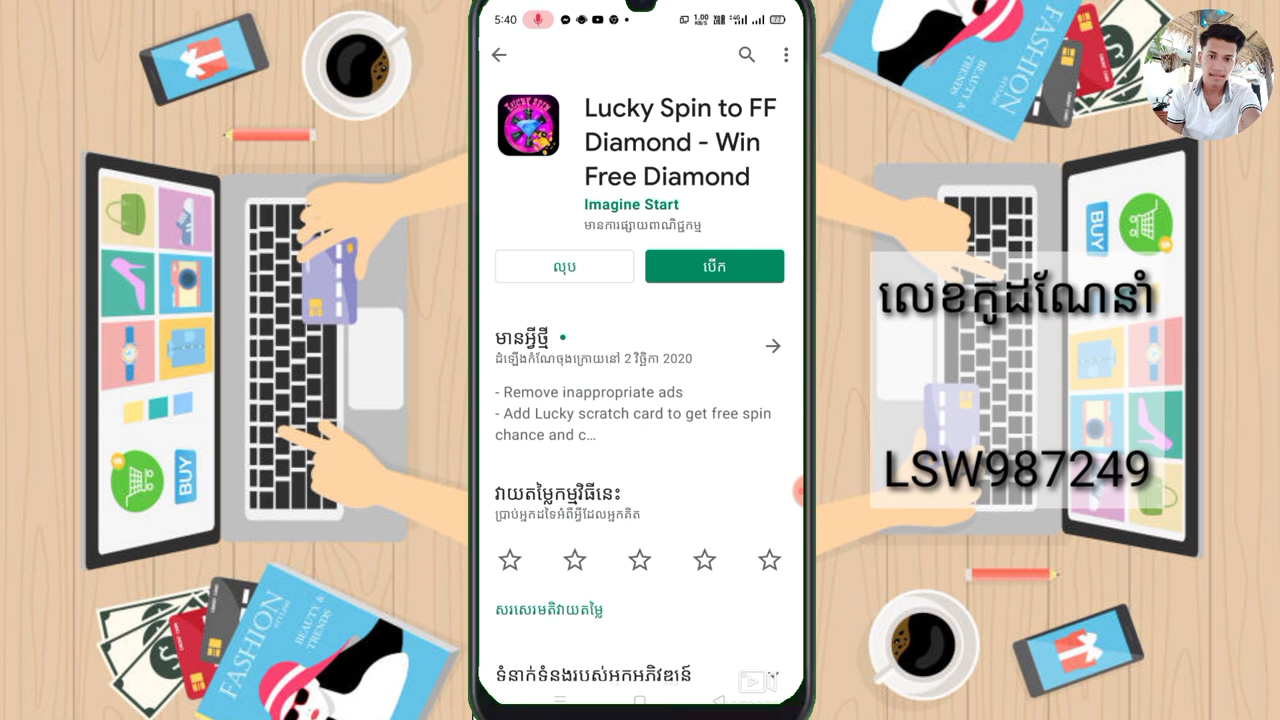 5:40
1.00
KB/S
77
Lucky Spin to FF
Diamond - Win
Free Diamond
Imagine Start
មានការផ្សាយពាណិជ្ជកម្ម
លុប
បើក
មានអ្វីថ្មី
ដំឡើងកំណែចុងក្រោយនៅ 2 វិច្ឆិកា 2020
- Remove inappropriate ads
- Add Lucky scratch card to get free spin
chance and c...
វាយតម្លៃកម្មវិធីនេះ
ប្រាប់អ្នកដទៃអំពីអ្វីដែលអ្នកគិត
សរសេរមតិវាយតម្លៃ
ទំនាក់ទំនងរបស់អ្នកអភិវឌ្ឍន៍
លេខកូដណែនាំ
LSW987249
BUY
BUY
FASHION
BEAUTY &
TRENDS
FASHION
BEAUTY &
TRENDS
LUCKY SPIN